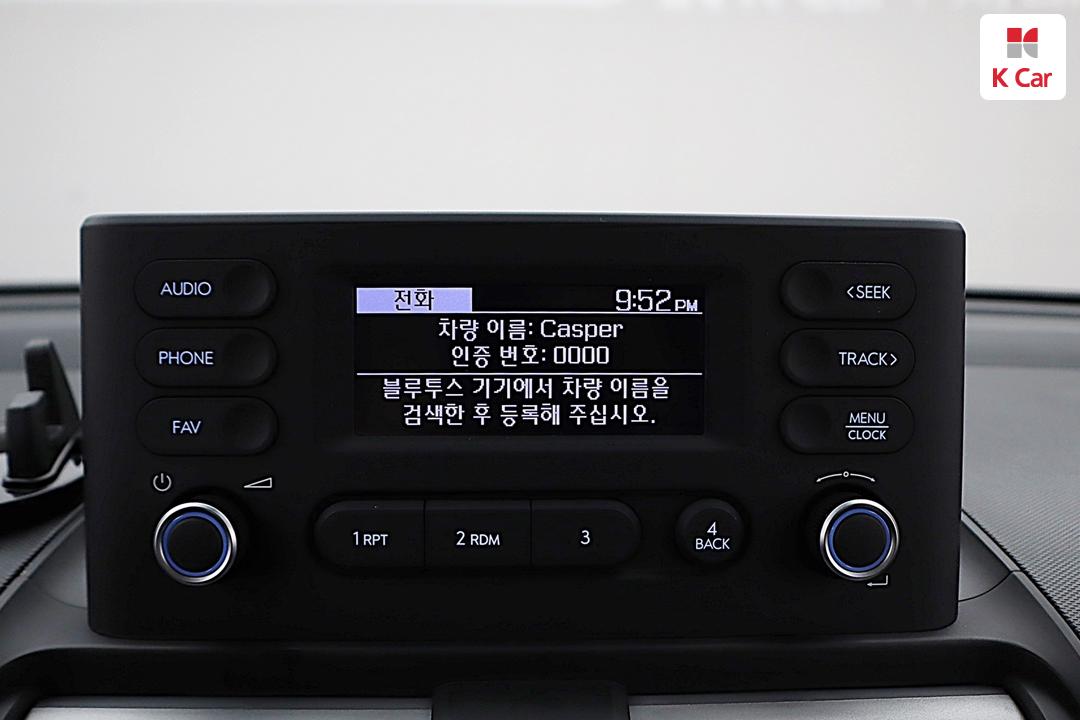 K Car
AUDIO
PHONE
FAV
전화 9:52 PM
차량 이름: Casper
인증 번호: 0000
블루투스 기기에서 차량 이름을
검색한 후 등록해 주십시오.
<SEEK
TRACK>
MENU
CLOCK
1 RPT
2 RDM
3
4
BACK